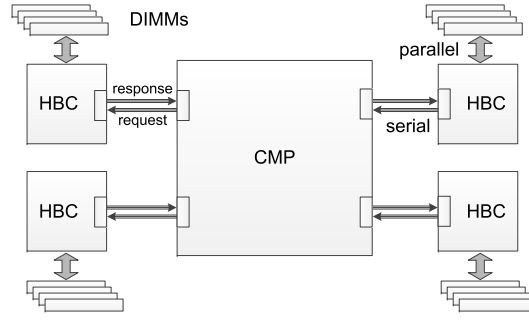 DIMMs
parallel
HBC
response
request
CMP
serial
HBC
HBC
HBC